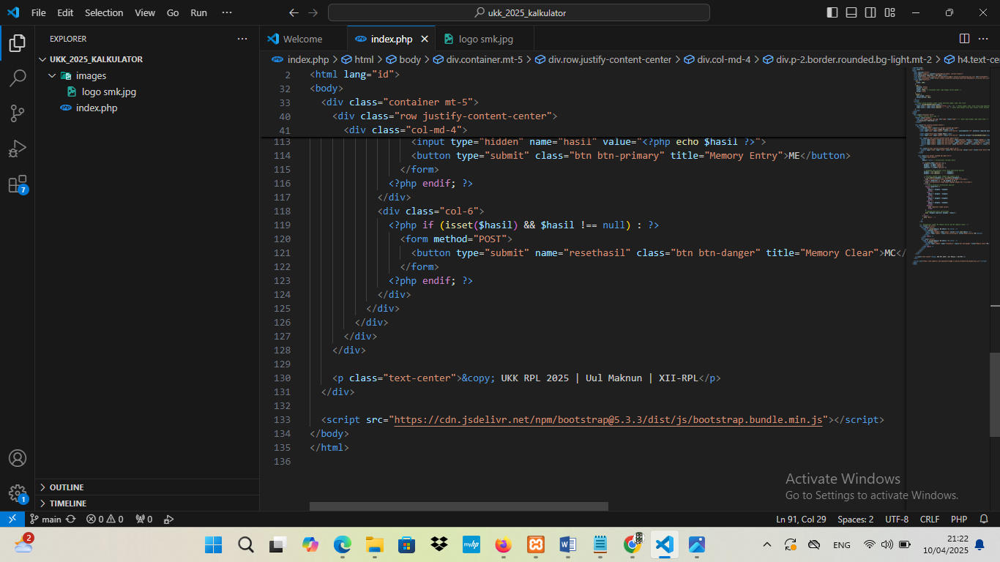 File Edit Selection View Go Run ···
ukk_2025_kalkulator
EXPLORER ···
Welcome
index.php
logo smk.jpg
UKK_2025_KALKULATOR
images
logo smk.jpg
index.php
index.php > html > body > div.container.mt-5 > div.row.justify-content-center > div.col-md-4 > div.p-2.border.rounded.bg-light.mt-2 > h4.text-ce
2 <html lang="id">
32 <body>
33 <div class="container mt-5">
40 <div class="row justify-content-center">
41 <div class="col-md-4">
113 <input type="hidden" name="hasil" value="<?php echo $hasil ?>">
114 <button type="submit" class="btn btn-primary" title="Memory Entry">ME</button>
115 </form>
116 <?php endif; ?>
117 </div>
118 <div class="col-6">
119 <?php if (isset($hasil) && $hasil !== null) : ?>
120 <form method="POST">
121 <button type="submit" name="resethasil" class="btn btn-danger" title="Memory Clear">MC</
122 </form>
123 <?php endif; ?>
124 </div>
125 </div>
126 </div>
127 </div>
128 </div>
129
130 <p class="text-center">&copy; UKK RPL 2025 | Uul Maknun | XII-RPL</p>
131 </div>
132
133 <script src="https://cdn.jsdelivr.net/npm/bootstrap@5.3.3/dist/js/bootstrap.bundle.min.js"></script>
134 </body>
135 </html>
136
7
1
OUTLINE
TIMELINE
Activate Windows
Go to Settings to activate Windows.
main 0 0 0
Ln 91, Col 29 Spaces: 2 UTF-8 CRLF PHP
2
myhp
ENG
21:22
10/04/2025